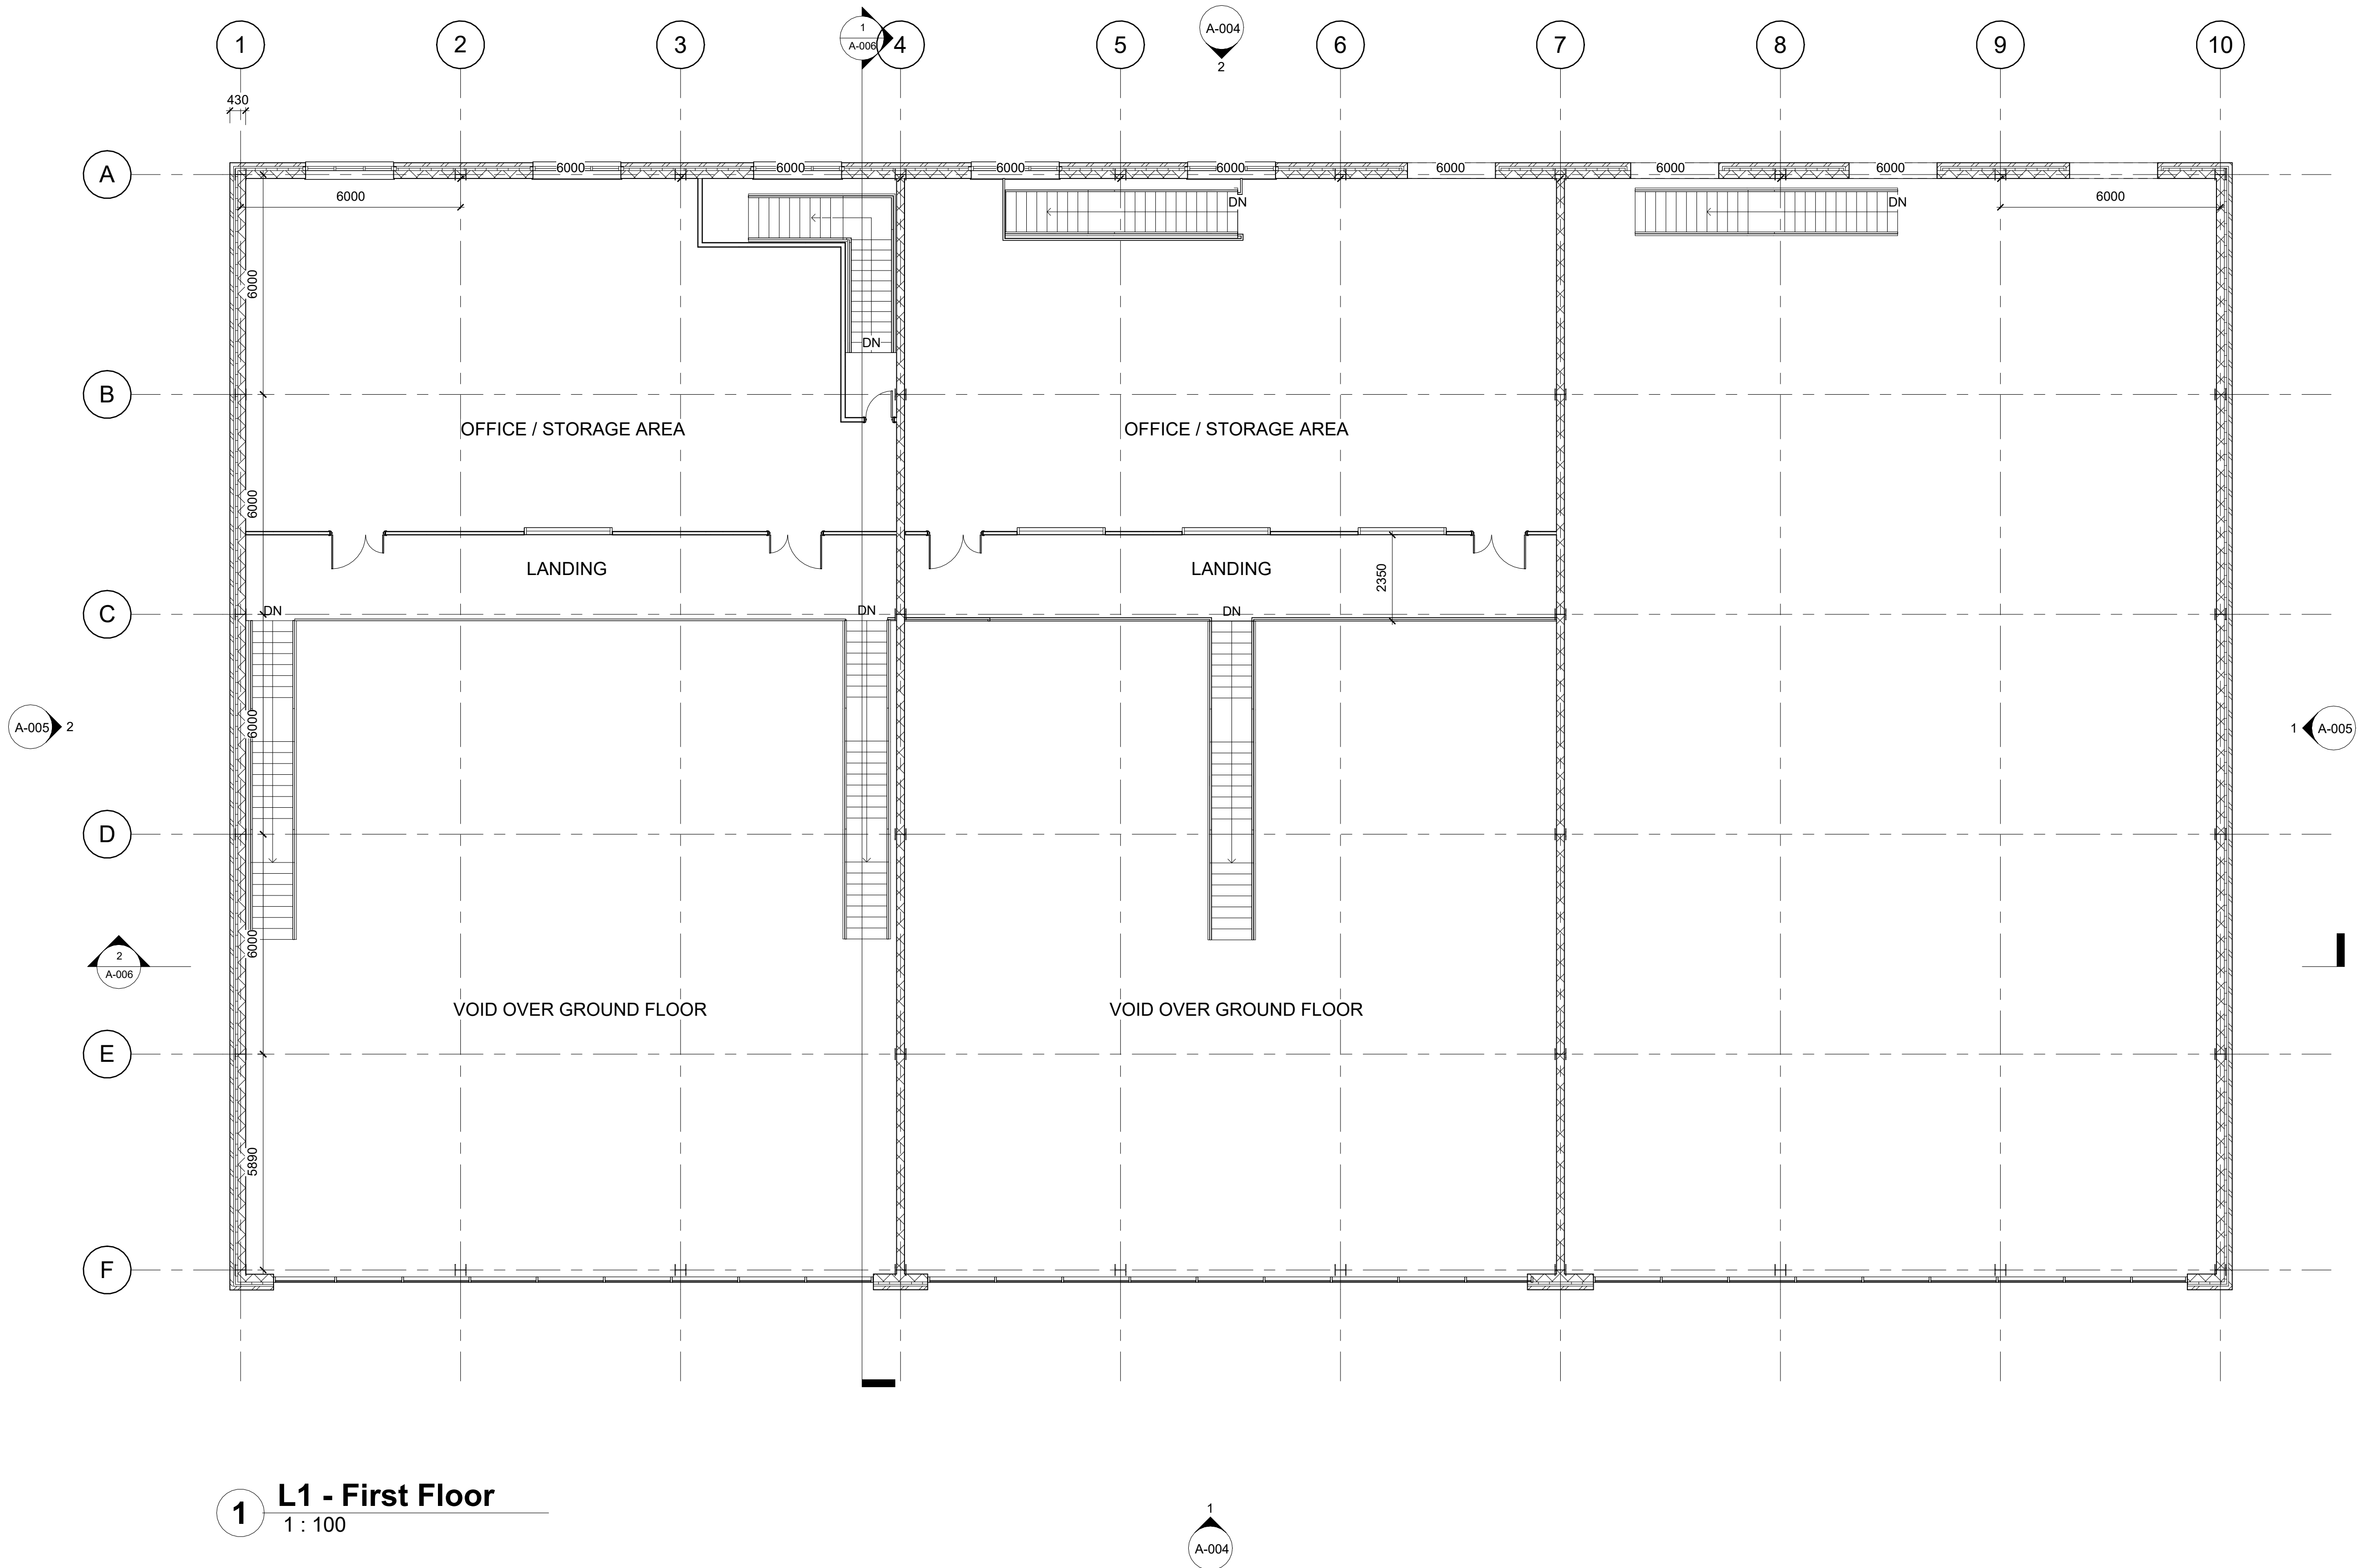 1
2
3
1
A-006
4
5
A-004
2
6
7
8
9
10
430
A
6000
6000
6000
6000
6000
6000
6000
6000
6000
DN
DN
6000
DN
B
OFFICE / STORAGE AREA
OFFICE / STORAGE AREA
6000
LANDING
LANDING
2350
C
DN
DN
DN
A-005
2
6000
1
A-005
D
6000
2
A-006
VOID OVER GROUND FLOOR
VOID OVER GROUND FLOOR
E
5890
F
1
L1 - First Floor
1 : 100
1
A-004